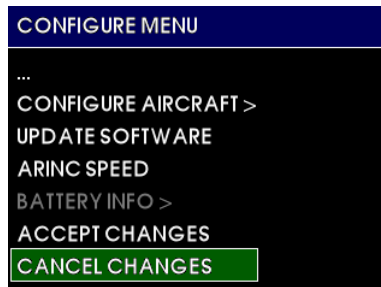 CONFIGURE MENU
...
CONFIGURE AIRCRAFT >
UPDATE SOFTWARE
ARINC SPEED
BATTERY INFO >
ACCEPT CHANGES
CANCEL CHANGES